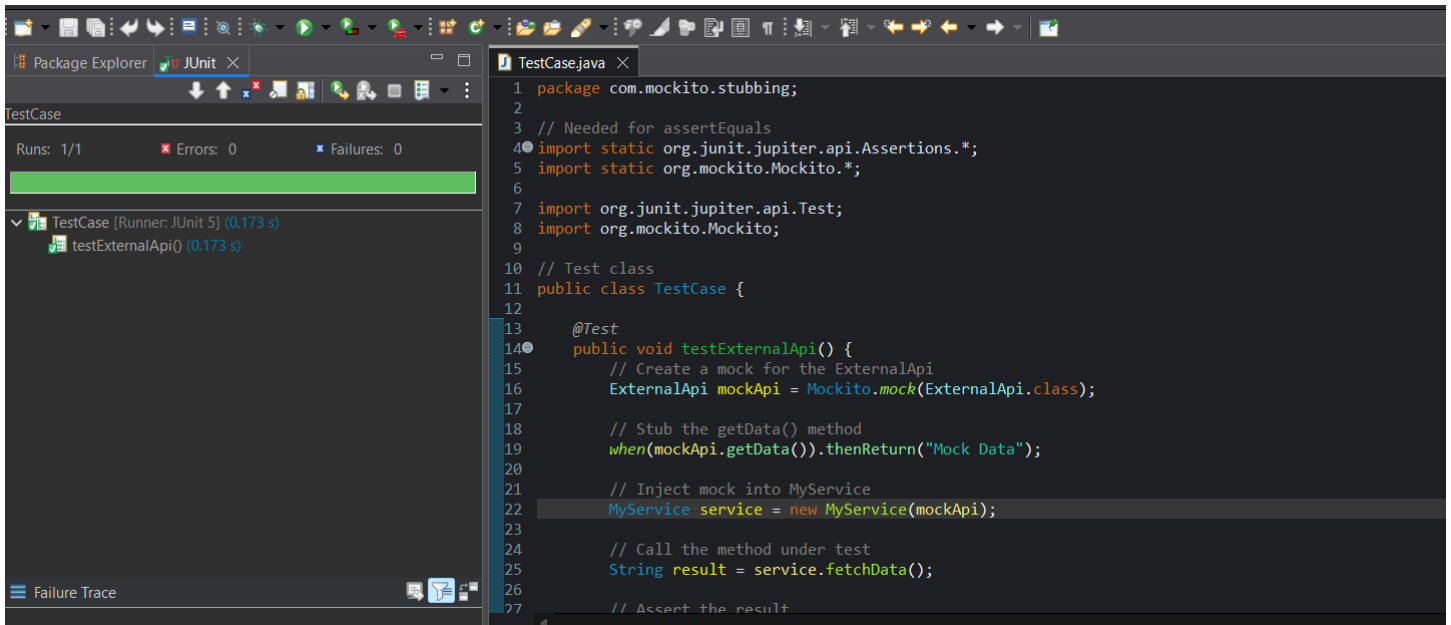 Package Explorer
JUnit
TestCase
Runs: 1/1
Errors: 0
Failures: 0
TestCase [Runner: JUnit 5] (0.173 s)
testExternalApi() (0.173 s)
Failure Trace
TestCase.java
1 package com.mockito.stubbing;
2
3 // Needed for assertEquals
4 import static org.junit.jupiter.api.Assertions.*;
5 import static org.mockito.Mockito.*;
6
7 import org.junit.jupiter.api.Test;
8 import org.mockito.Mockito;
9
10 // Test class
11 public class TestCase {
12
13     @Test
14     public void testExternalApi() {
15         // Create a mock for the ExternalApi
16         ExternalApi mockApi = Mockito.mock(ExternalApi.class);
17
18         // Stub the getData() method
19         when(mockApi.getData()).thenReturn("Mock Data");
20
21         // Inject mock into MyService
22         MyService service = new MyService(mockApi);
23
24         // Call the method under test
25         String result = service.fetchData();
26
27         // Assert the result